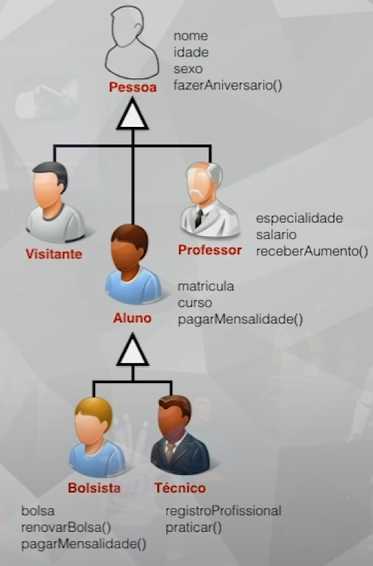 nome
idade
sexo
fazerAniversario()
Pessoa
Visitante
Professor
especialidade
salario
receberAumento()
Aluno
matricula
curso
pagarMensalidade()
Bolsista
Técnico
bolsa
renovarBolsa()
pagarMensalidade()
registroProfissional
praticar()